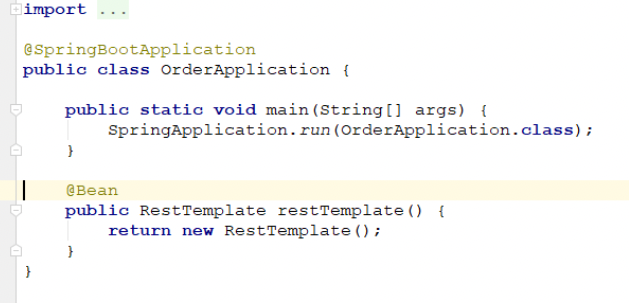 import ...
@SpringBootApplication
public class OrderApplication {
    public static void main(String[] args) {
        SpringApplication.run(OrderApplication.class);
    }
    @Bean
    public RestTemplate restTemplate() {
        return new RestTemplate();
    }
}